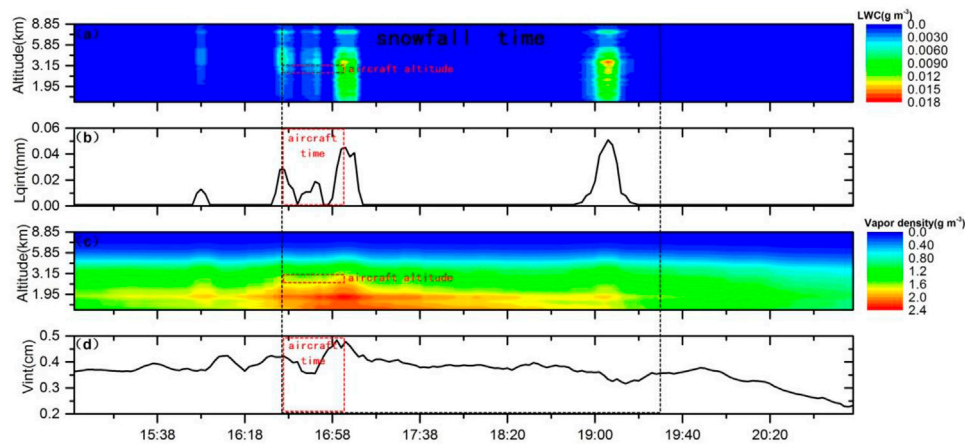 8.85
5.85
3.15
1.95
Altitude(km)
(a)
snowfall time
aircraft altitude
LWC(g m-3)
0.0
0.0030
0.0060
0.0090
0.012
0.015
0.018
0.06
0.04
0.02
0.00
Lqint(mm)
(b)
aircraft
time
8.85
5.85
3.15
1.95
Altitude(km)
(c)
aircraft altitude
Vapor density(g m-3)
0.0
0.40
0.80
1.2
1.6
2.0
2.4
0.5
0.4
0.3
0.2
Vint(cm)
(d)
aircraft
time
15:38
16:18
16:58
17:38
18:20
19:00
19:40
20:20